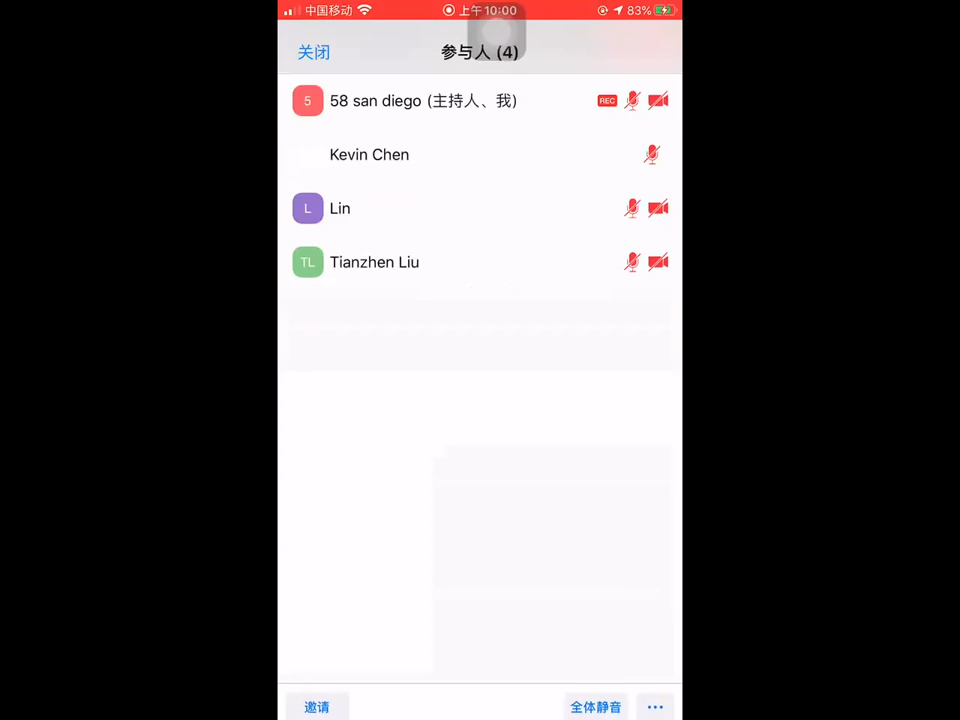 中国移动 上午10:00 83%
关闭 参与人 (4)
5 58 san diego (主持人、我) REC
Kevin Chen
L Lin
TL Tianzhen Liu
邀请 全体静音 ...